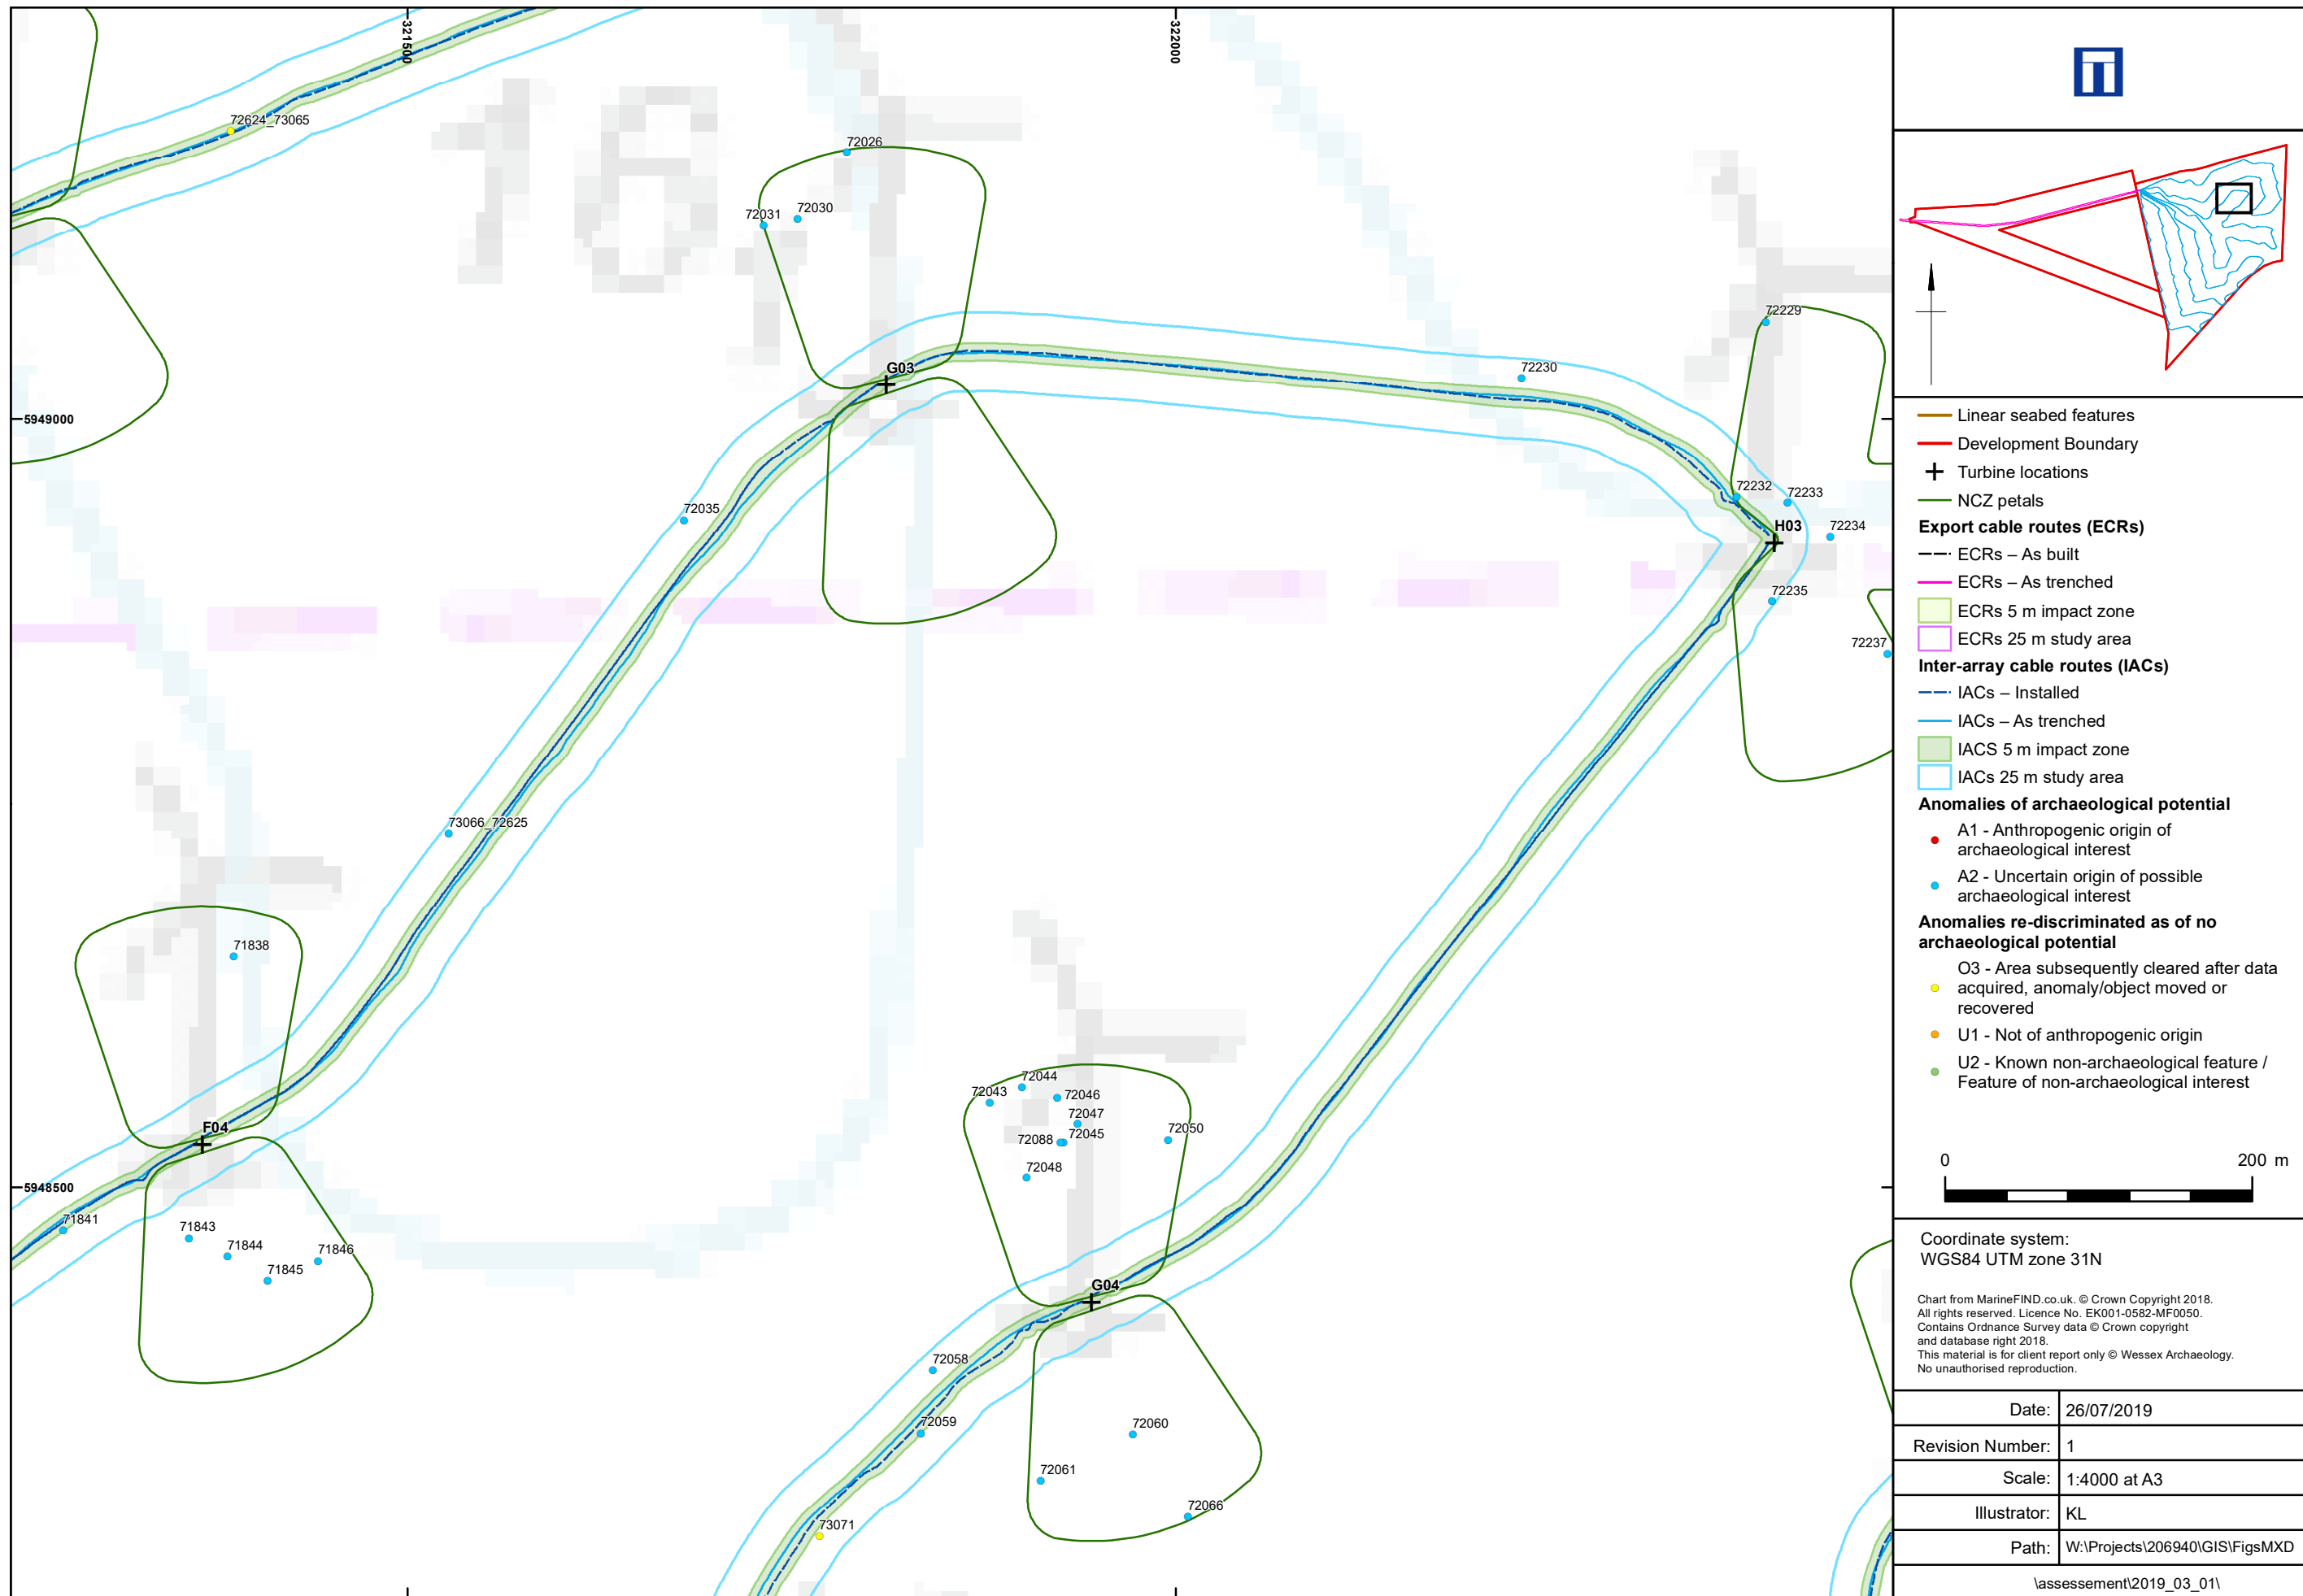 321500
322000
72624_73065
72026
72031
72030
72229
G03
72230
5949000
72035
72232
72233
H03
72234
72235
72237
73066_72625
71838
72044
72043
72046
72047
72088
72045
72050
72048
F04
5948500
71841
71843
71844
71845
71846
G04
72058
72059
72060
72061
72066
73071
Linear seabed features
Development Boundary
Turbine locations
NCZ petals
Export cable routes (ECRs)
ECRs – As built
ECRs – As trenched
ECRs 5 m impact zone
ECRs 25 m study area
Inter-array cable routes (IACs)
IACs – Installed
IACs – As trenched
IACS 5 m impact zone
IACs 25 m study area
Anomalies of archaeological potential
A1 - Anthropogenic origin of
archaeological interest
A2 - Uncertain origin of possible
archaeological interest
Anomalies re-discriminated as of no
archaeological potential
O3 - Area subsequently cleared after data
acquired, anomaly/object moved or
recovered
U1 - Not of anthropogenic origin
U2 - Known non-archaeological feature /
Feature of non-archaeological interest
0 200 m
Coordinate system:
WGS84 UTM zone 31N
Chart from MarineFIND.co.uk. © Crown Copyright 2018.
All rights reserved. Licence No. EK001-0582-MF0050.
Contains Ordnance Survey data © Crown copyright
and database right 2018.
This material is for client report only © Wessex Archaeology.
No unauthorised reproduction.
Date: 26/07/2019
Revision Number: 1
Scale: 1:4000 at A3
Illustrator: KL
Path: W:\Projects\206940\GIS\FigsMXD
\assessement\2019_03_01\